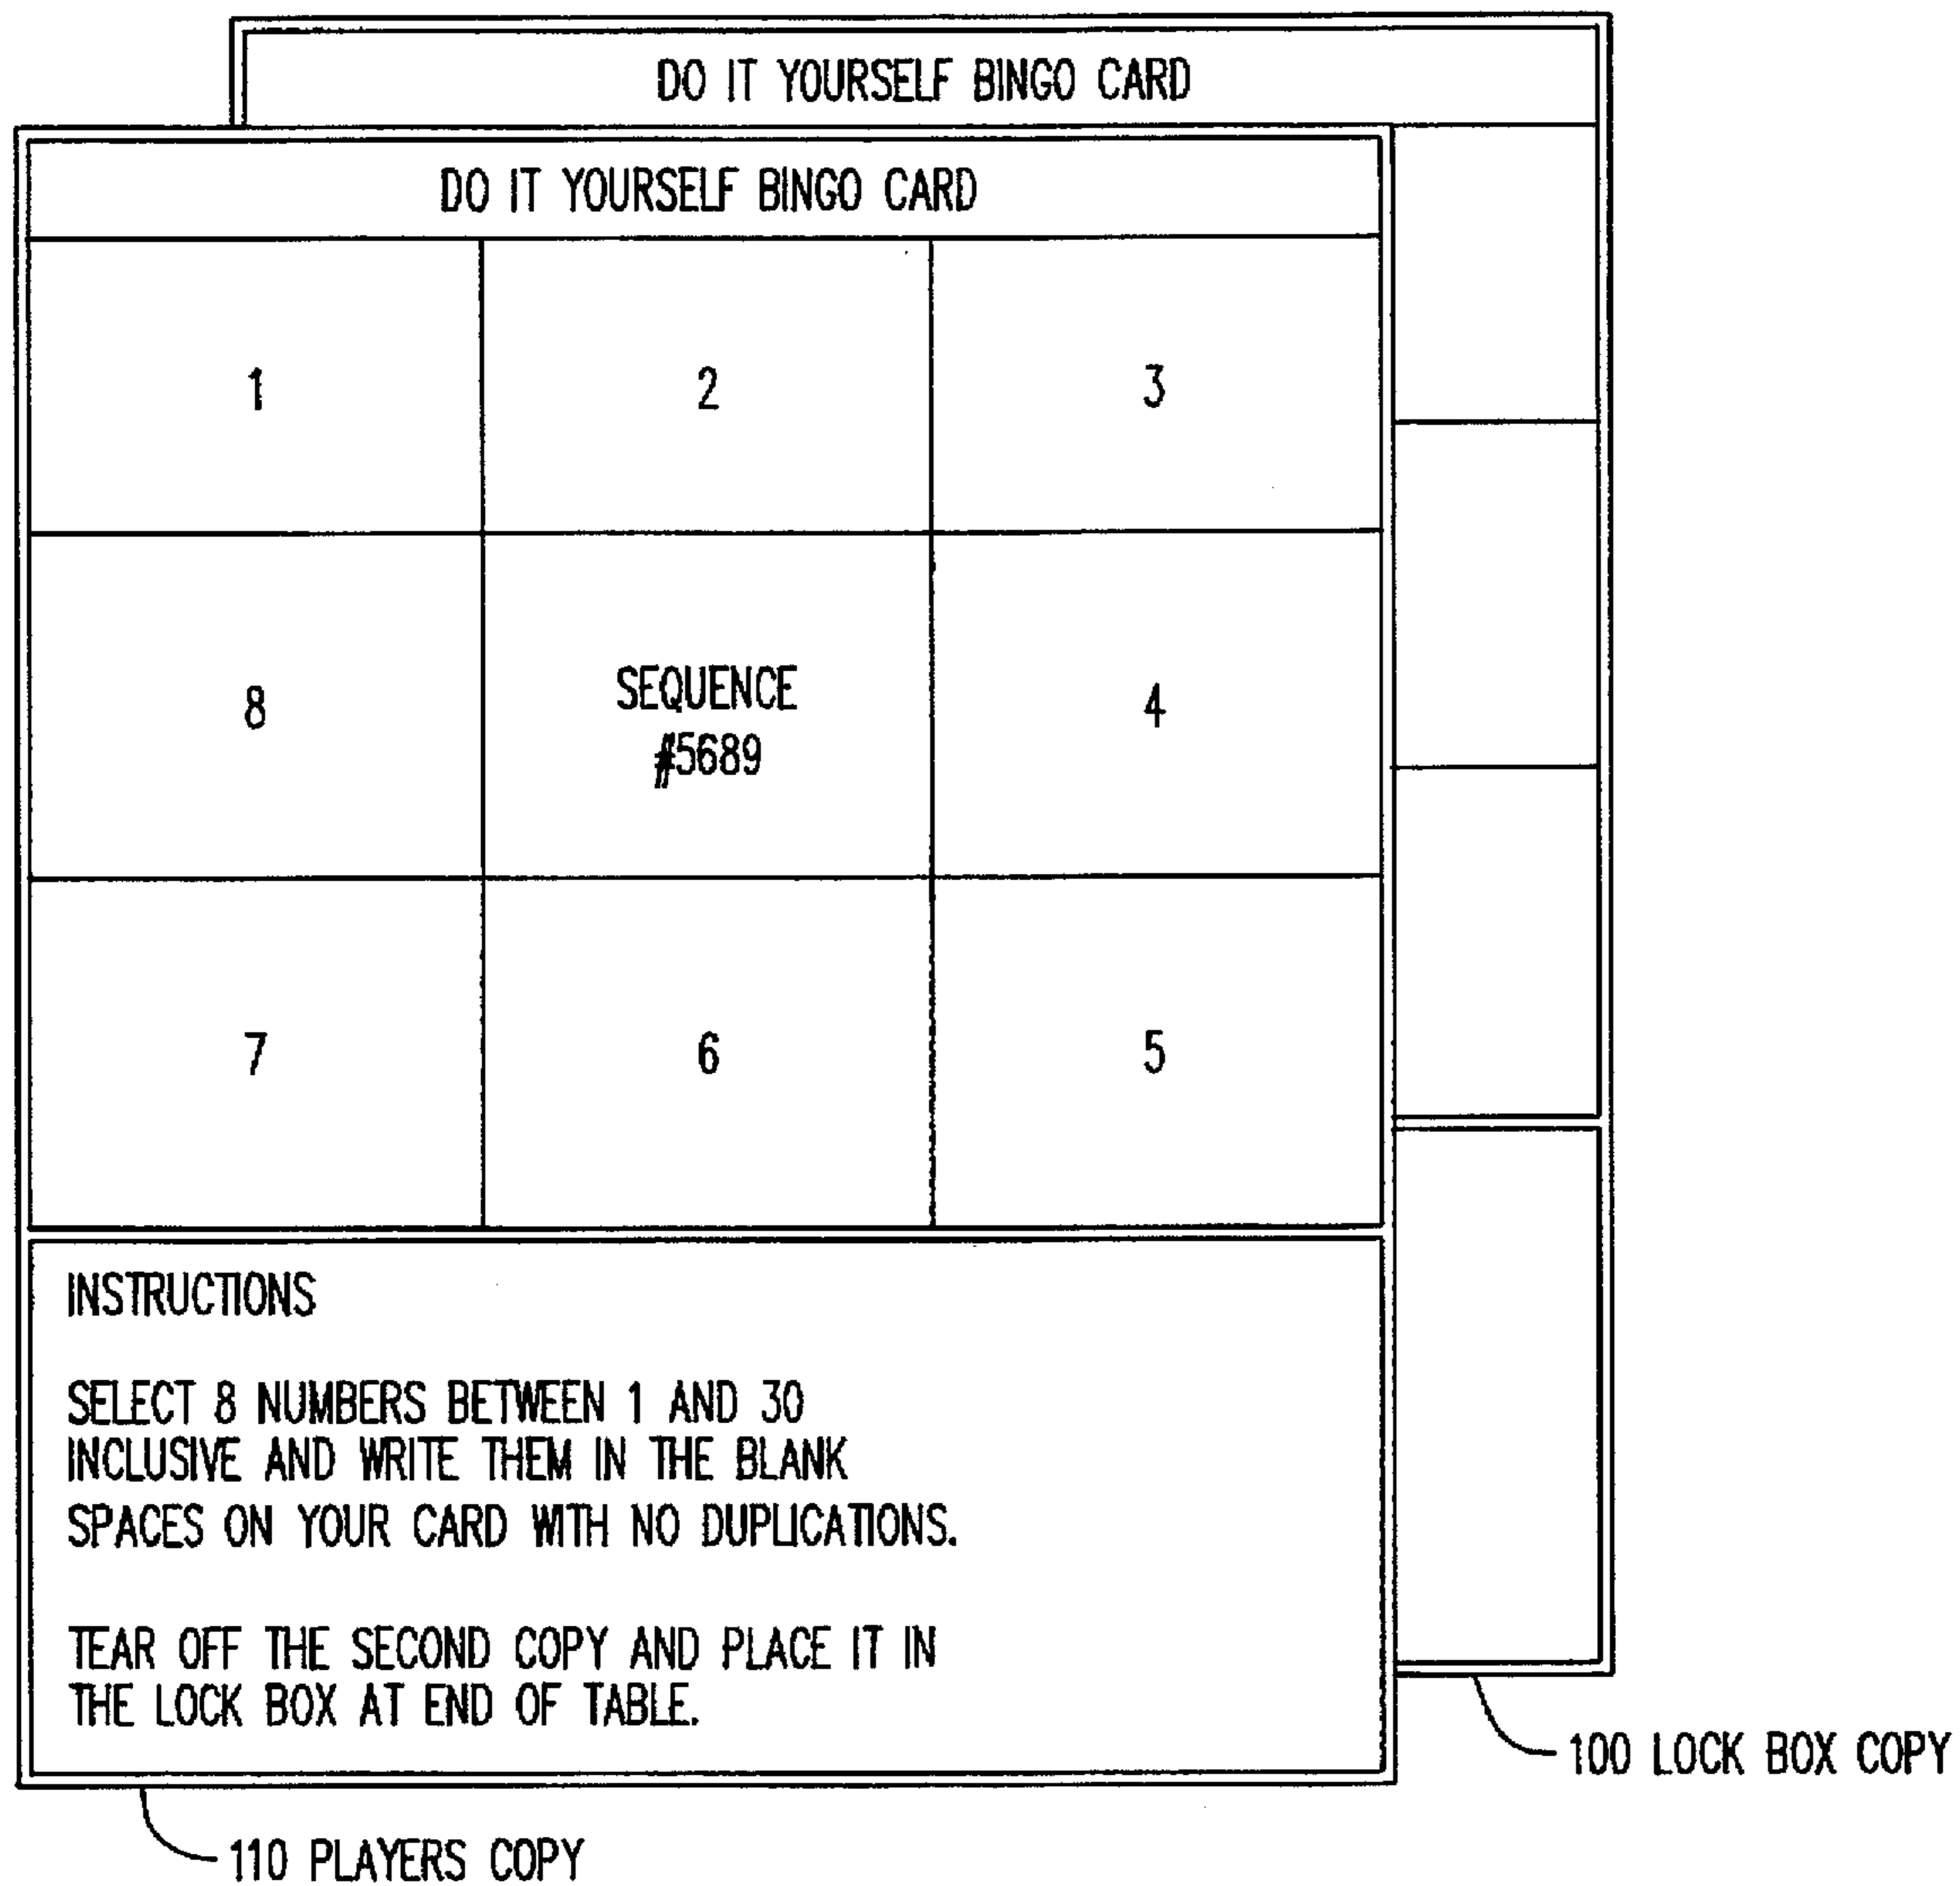 DO IT YOURSELF BINGO CARD
DO IT YOURSELF BINGO CARD
1 2 3
8 SEQUENCE #5689 4
7 6 5
INSTRUCTIONS
SELECT 8 NUMBERS BETWEEN 1 AND 30
INCLUSIVE AND WRITE THEM IN THE BLANK
SPACES ON YOUR CARD WITH NO DUPLICATIONS.
TEAR OFF THE SECOND COPY AND PLACE IT IN
THE LOCK BOX AT END OF TABLE.
100 LOCK BOX COPY
110 PLAYERS COPY